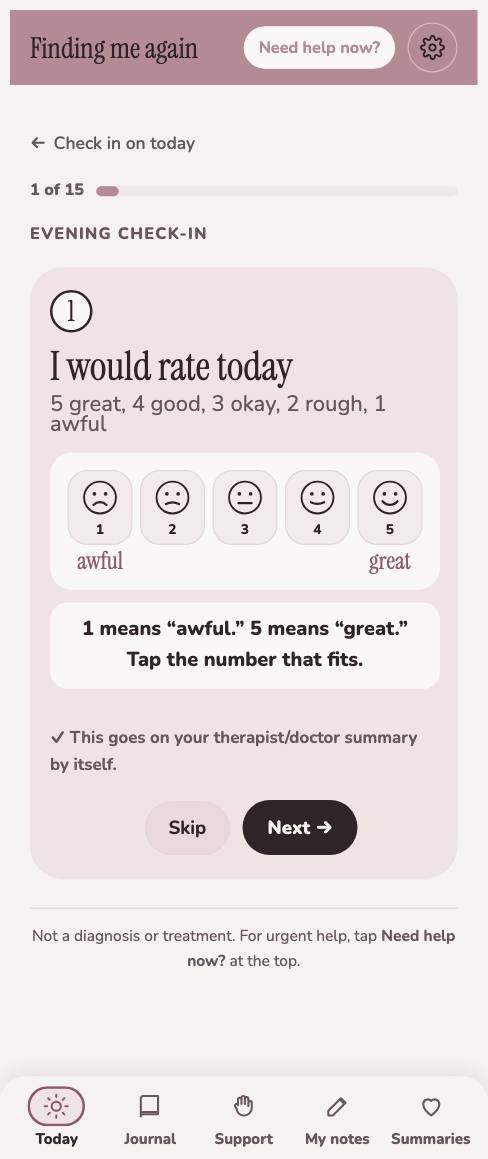 Finding me again
Need help now?
← Check in on today
1 of 15
EVENING CHECK-IN
1
I would rate today
5 great, 4 good, 3 okay, 2 rough, 1
awful
1 2 3 4 5
awful great
1 means “awful.” 5 means “great.”
Tap the number that fits.
✓ This goes on your therapist/doctor summary
by itself.
Skip
Next →
Not a diagnosis or treatment. For urgent help, tap Need help
now? at the top.
Today Journal Support My notes Summaries